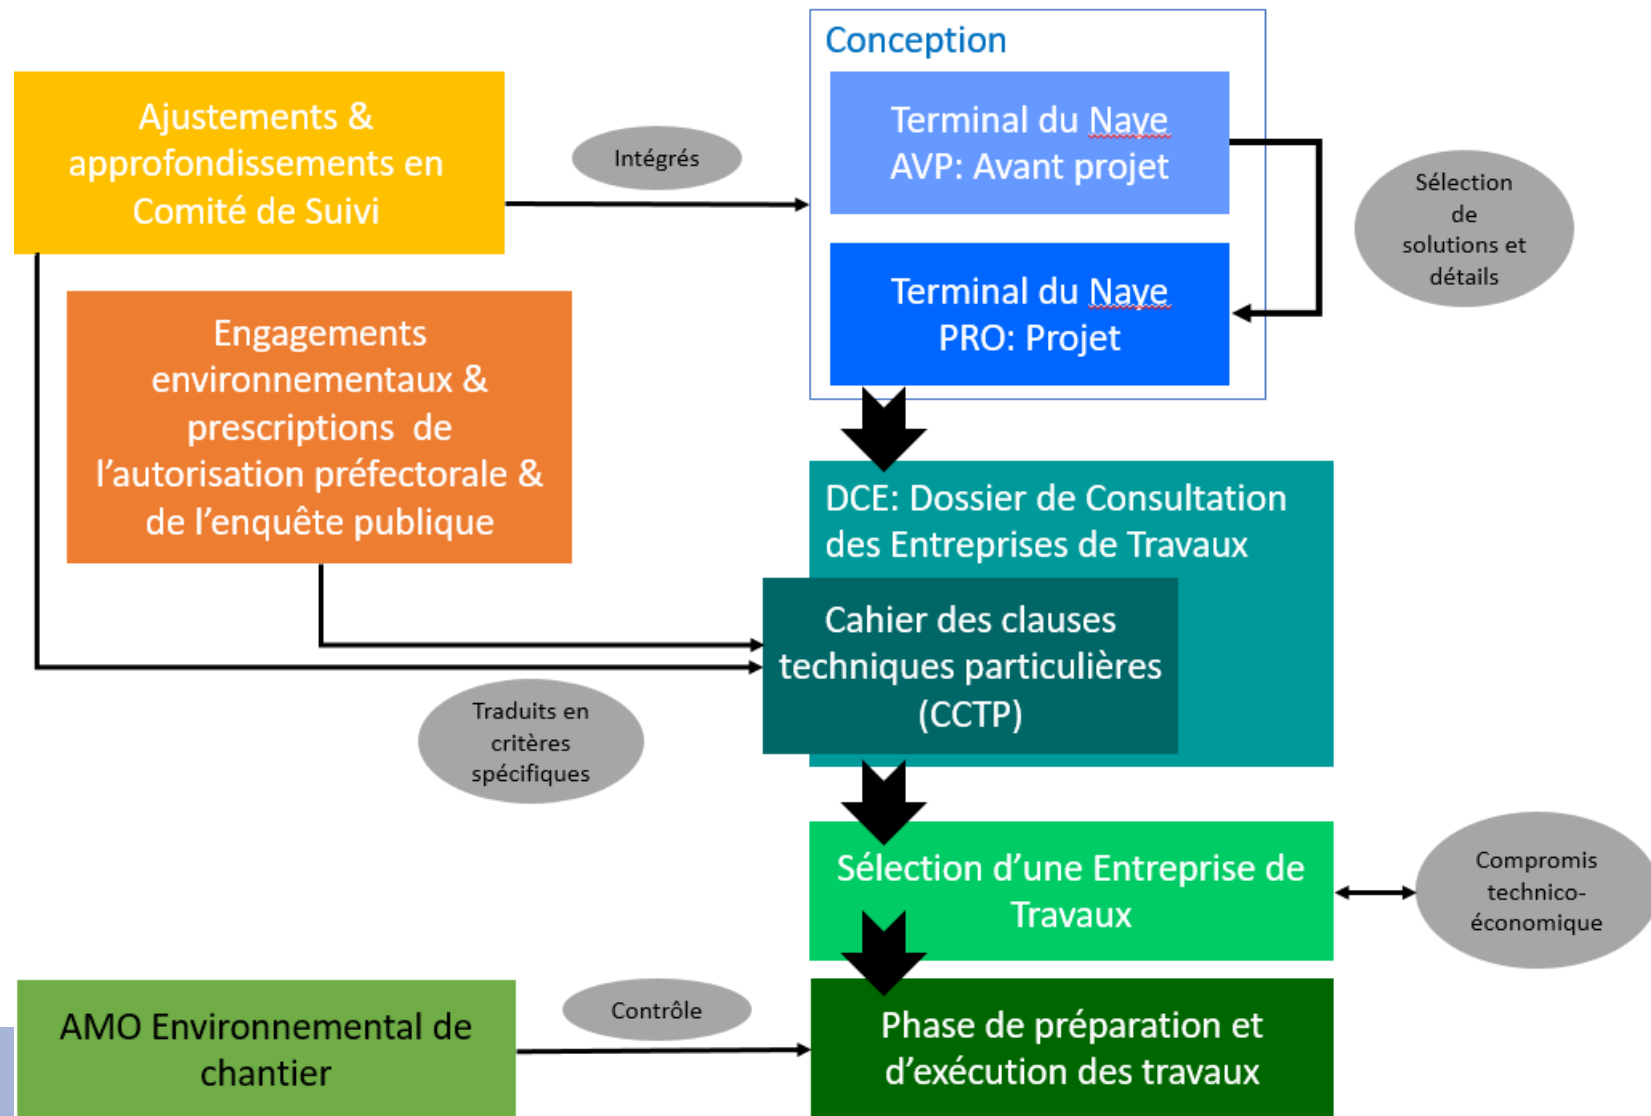 Conception
Ajustements &
approfondissements en
Comité de Suivi
Intégrés
Terminal du Naye
AVP: Avant projet
Sélection
de
solutions et
détails
Terminal du Naye
PRO: Projet
Engagements
environnementaux &
prescriptions  de
l’autorisation préfectorale &
de l’enquête publique
DCE: Dossier de Consultation
des Entreprises de Travaux
Cahier des clauses
techniques particulières
(CCTP)
Traduits en
critères
spécifiques
Sélection d’une Entreprise de
Travaux
Compromis
technico-
économique
AMO Environnemental de
chantier
Contrôle
Phase de préparation et
d’exécution des travaux